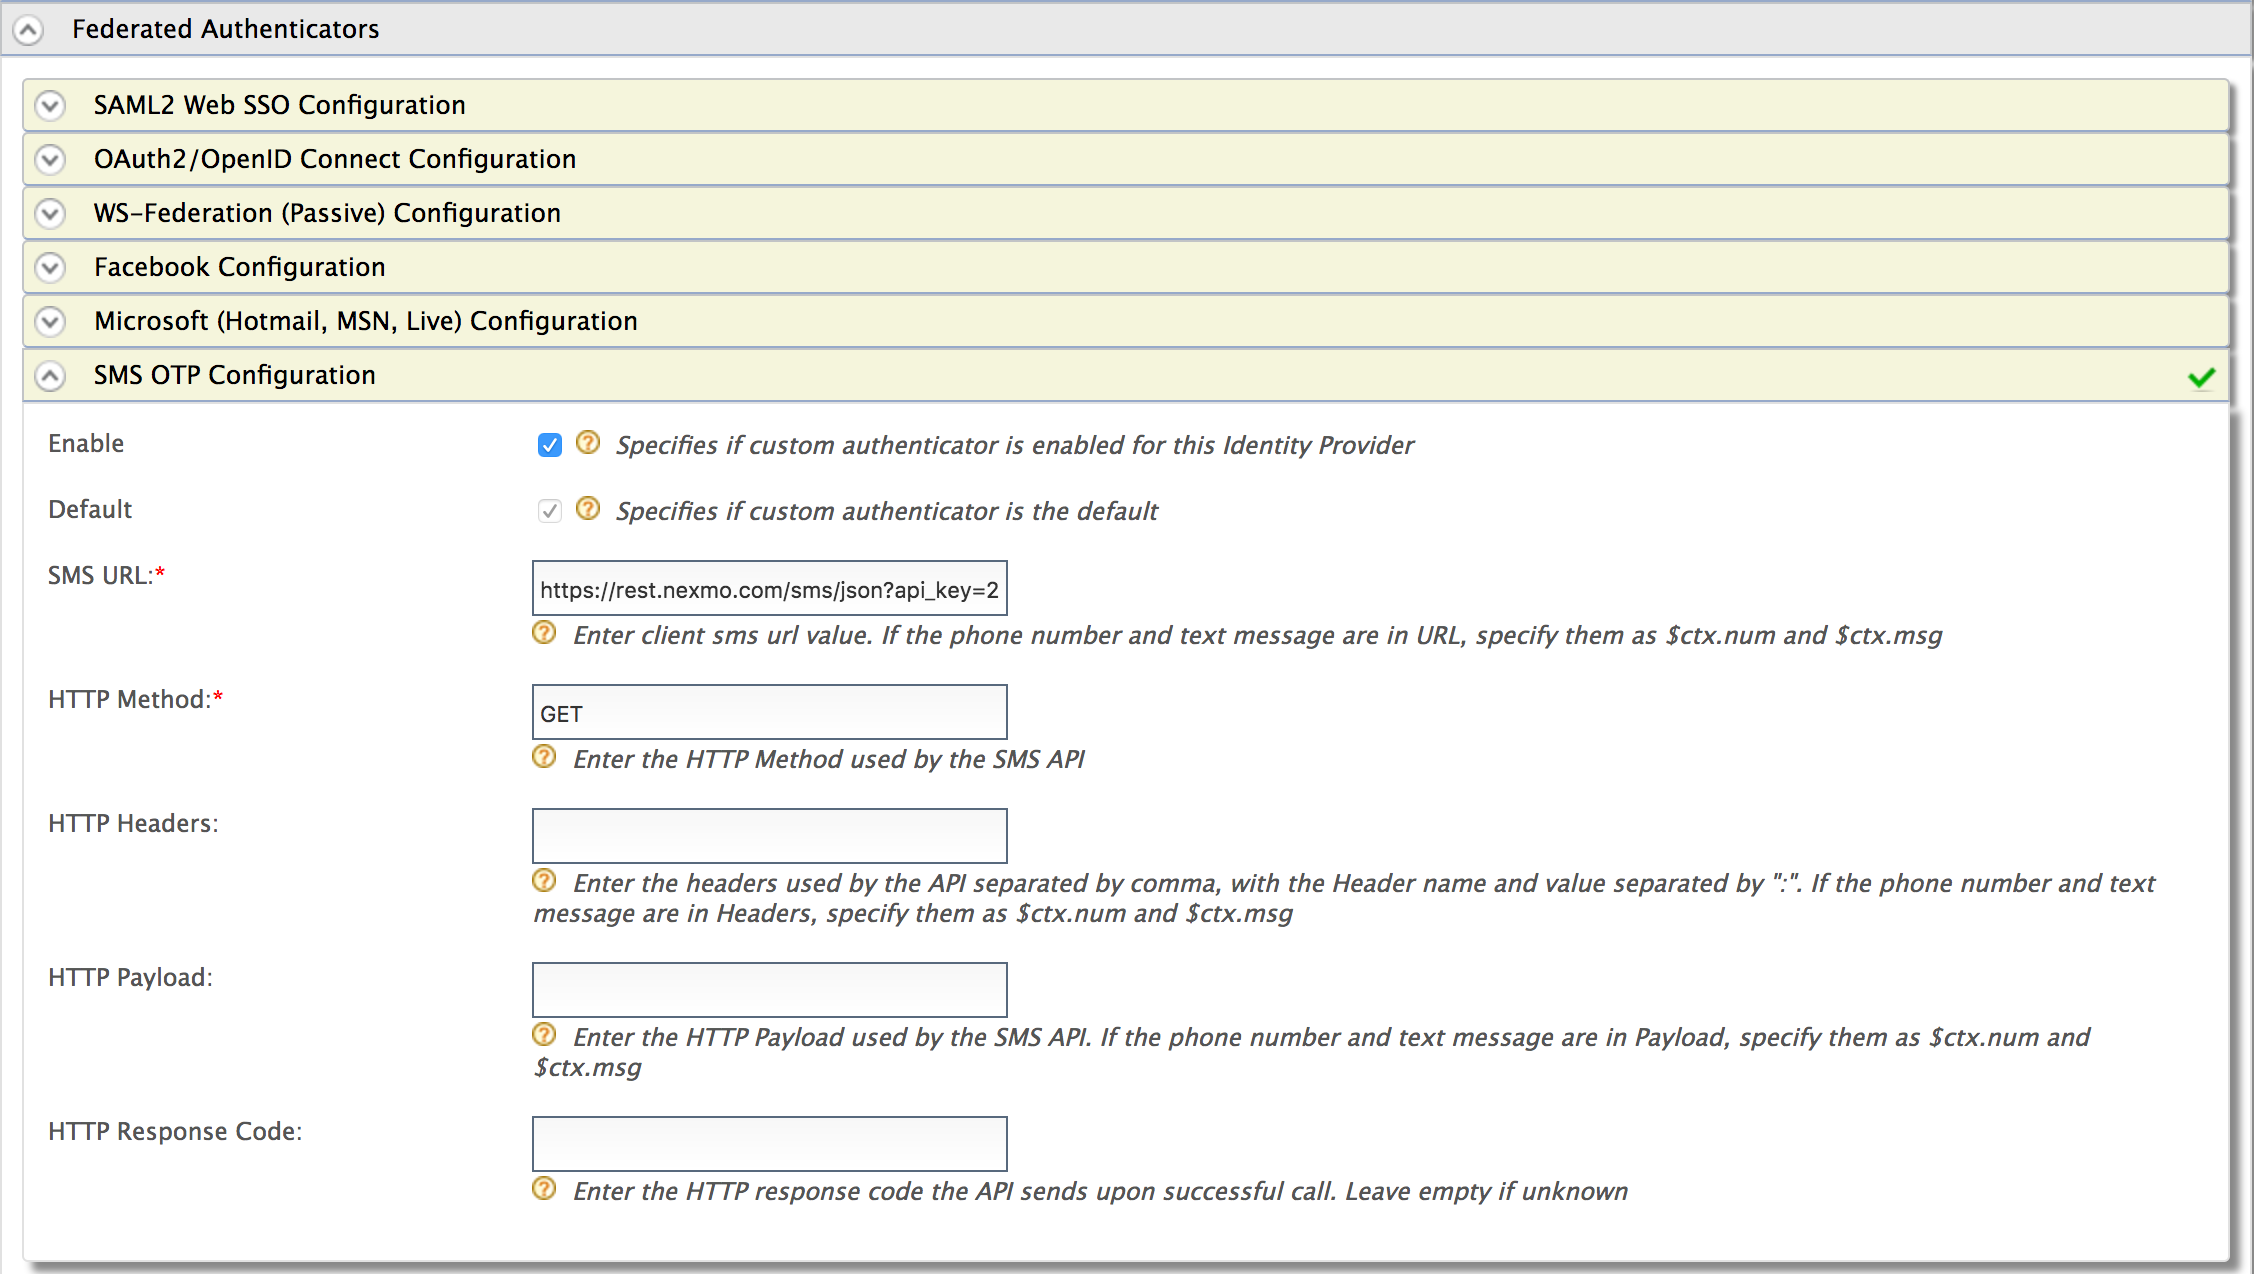 Federated Authenticators
SAML2 Web SSO Configuration
OAuth2/OpenID Connect Configuration
WS-Federation (Passive) Configuration
Facebook Configuration
Microsoft (Hotmail, MSN, Live) Configuration
SMS OTP Configuration
Enable
Specifies if custom authenticator is enabled for this Identity Provider
Default
Specifies if custom authenticator is the default
SMS URL:*
https://rest.nexmo.com/sms/json?api_key=2
Enter client sms url value. If the phone number and text message are in URL, specify them as $ctx.num and $ctx.msg
HTTP Method:*
GET
Enter the HTTP Method used by the SMS API
HTTP Headers:
Enter the headers used by the API separated by comma, with the Header name and value separated by ":". If the phone number and text
message are in Headers, specify them as $ctx.num and $ctx.msg
HTTP Payload:
Enter the HTTP Payload used by the SMS API. If the phone number and text message are in Payload, specify them as $ctx.num and
$ctx.msg
HTTP Response Code:
Enter the HTTP response code the API sends upon successful call. Leave empty if unknown